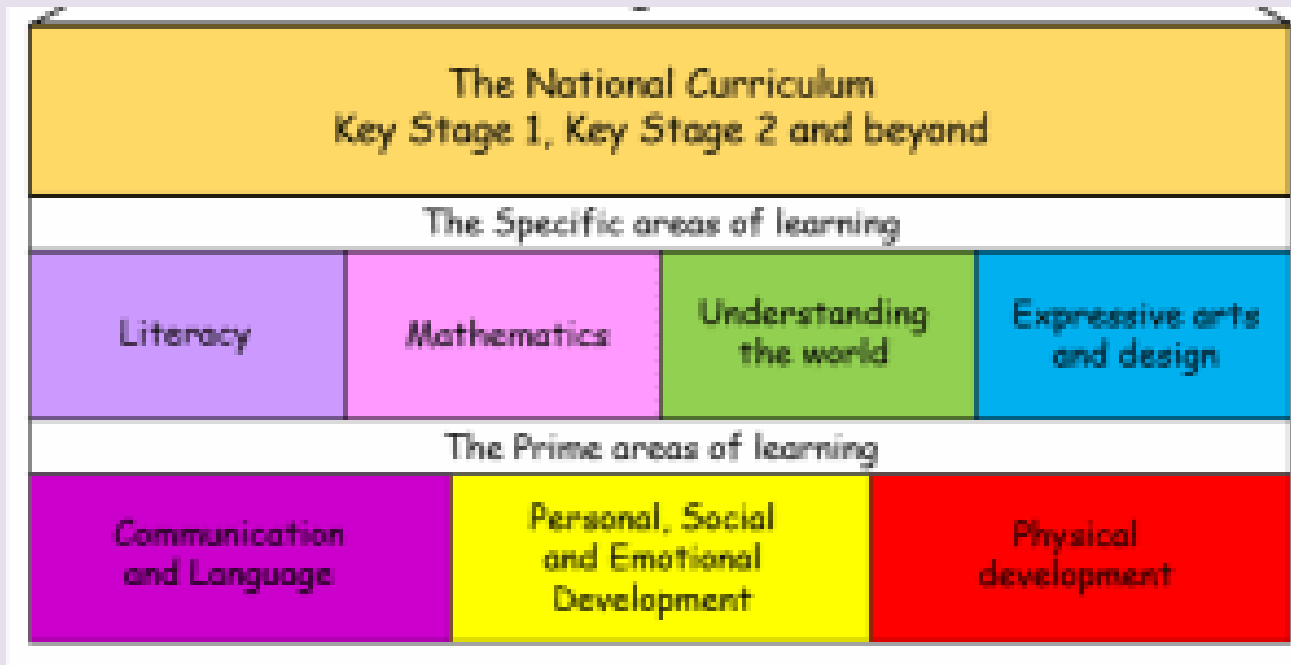 The National Curriculum
Key Stage 1, Key Stage 2 and beyond
The Specific areas of learning
Literacy
Mathematics
Understanding
the world
Expressive arts
and design
The Prime areas of learning
Communication
and Language
Personal, Social
and Emotional
Development
Physical
development